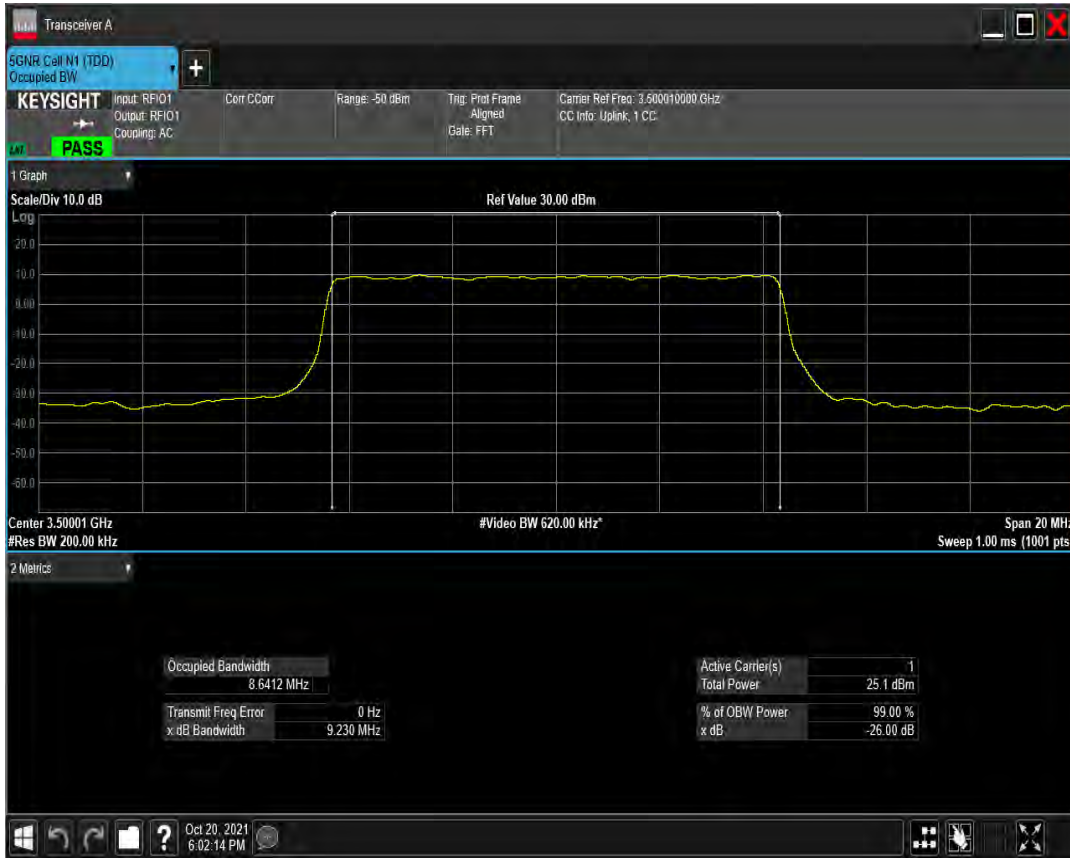 Transceiver A
5GNR Cell N1 (TDD)
Occupied BW
+
KEYSIGHT
Input: RFIO1
Output: RFIO1
Coupling: AC
PASS
Corr CCorr
Range: -50 dBm
Trig: Prot Frame
Aligned
Gate: FFT
Carrier Ref Freq: 3.500010000 GHz
CC Info: Uplink, 1 CC
1 Graph
Scale/Div 10.0 dB
Ref Value 30.00 dBm
Log
20.0
10.0
0.00
-10.0
-20.0
-30.0
-40.0
-50.0
-60.0
Center 3.50001 GHz
#Video BW 620.00 kHz*
Span 20 MHz
#Res BW 200.00 kHz
Sweep 1.00 ms (1001 pts
2 Metrics
Occupied Bandwidth
8.6412 MHz
Transmit Freq Error 0 Hz
x dB Bandwidth 9.230 MHz
Active Carrier(s) 1
Total Power 25.1 dBm
% of OBW Power 99.00 %
x dB -26.00 dB
?
Oct 20, 2021
6:02:14 PM